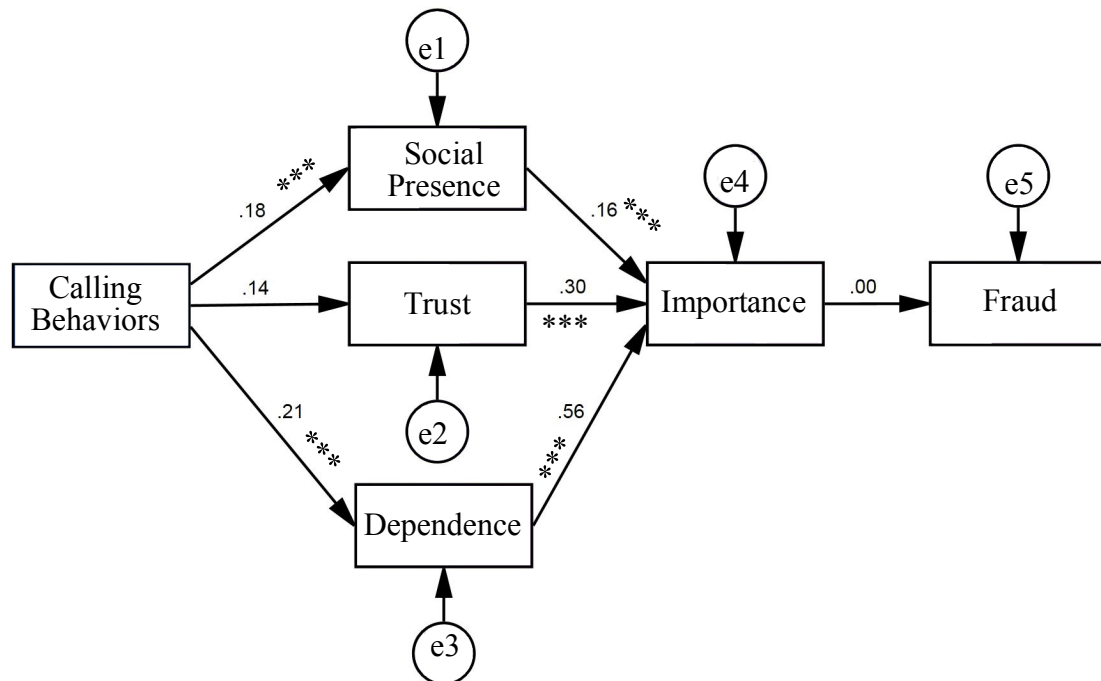 e1
Social
Presence
e4
e5
***
.18
.16 ***
Calling
Behaviors
.14
Trust
.30
***
Importance
.00
Fraud
.21
***
e2
.56
***
Dependence
e3